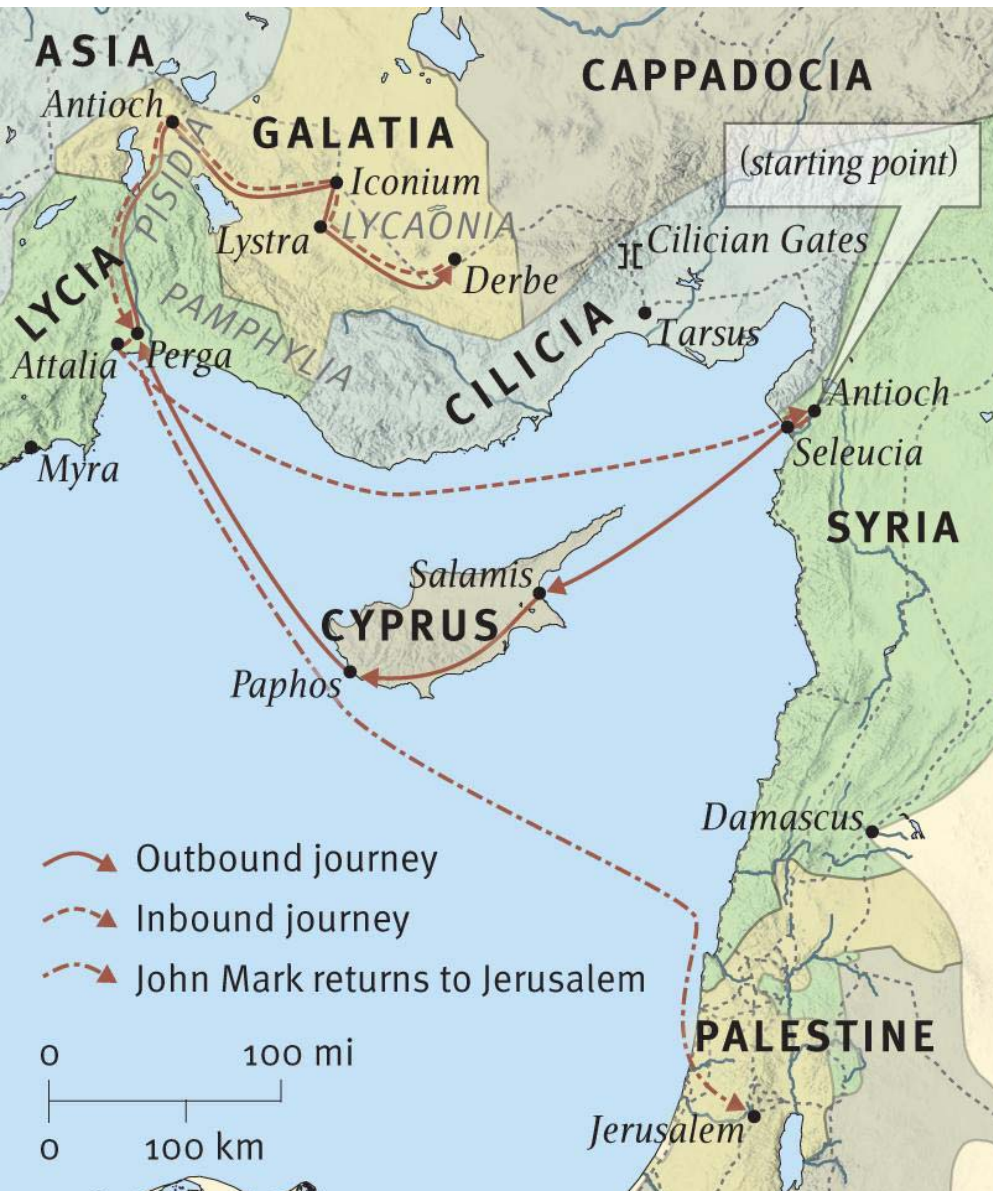 ASIA
CAPPADOCIA
Antioch
GALATIA
(starting point)
PISIDIA
Iconium
LYCAONIA
Lystra
Cilician Gates
Derbe
LYCIA
PAMPHYLIA
CILICIA
Tarsus
Attalia
Perga
Antioch
Myra
Seleucia
SYRIA
Salamis
CYPRUS
Paphos
Damascus
Outbound journey
Inbound journey
John Mark returns to Jerusalem
PALESTINE
0 100 mi
0 100 km
Jerusalem